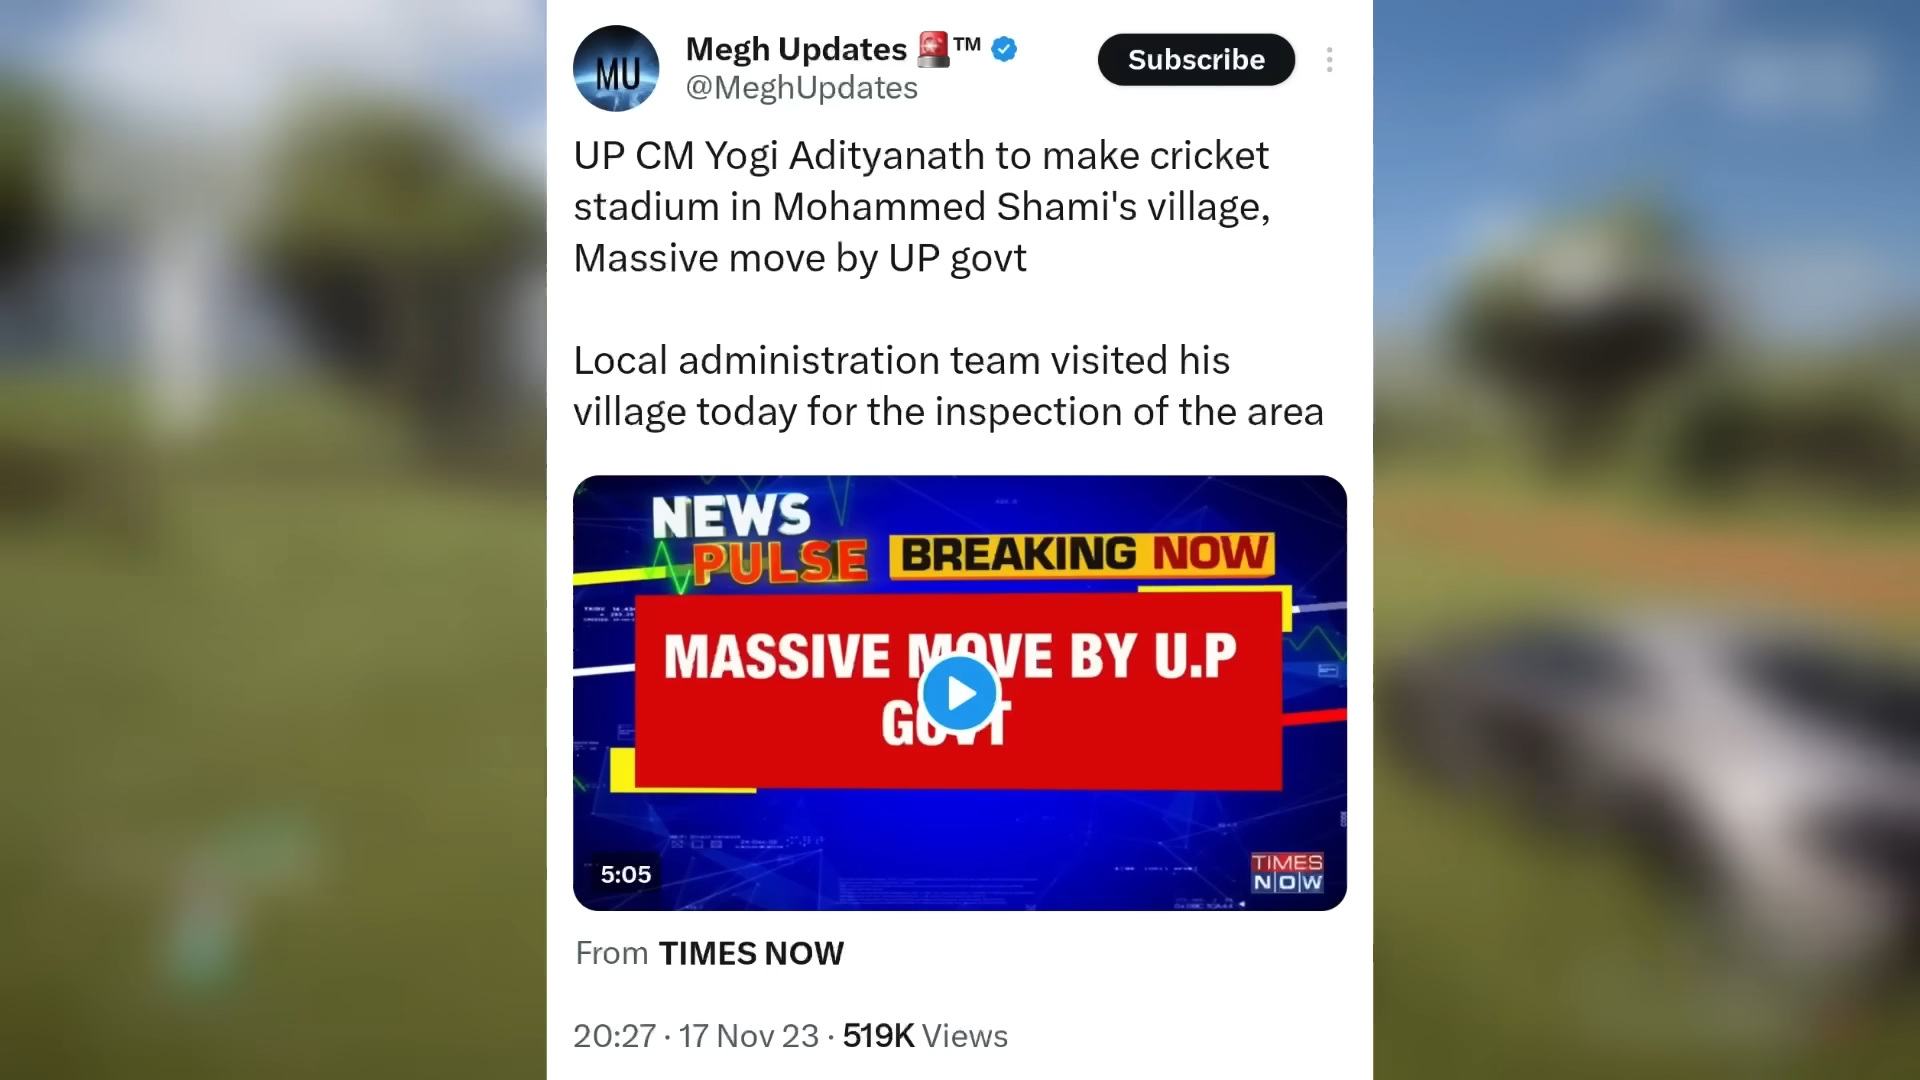 MU
Megh Updates 🚨™
@MeghUpdates
Subscribe
UP CM Yogi Adityanath to make cricket
stadium in Mohammed Shami's village,
Massive move by UP govt
Local administration team visited his
village today for the inspection of the area
NEWS
PULSE
BREAKING NOW
MASSIVE MOVE BY U.P
GOVT
5:05
TIMES
NOW
From TIMES NOW
20:27 · 17 Nov 23 · 519K Views